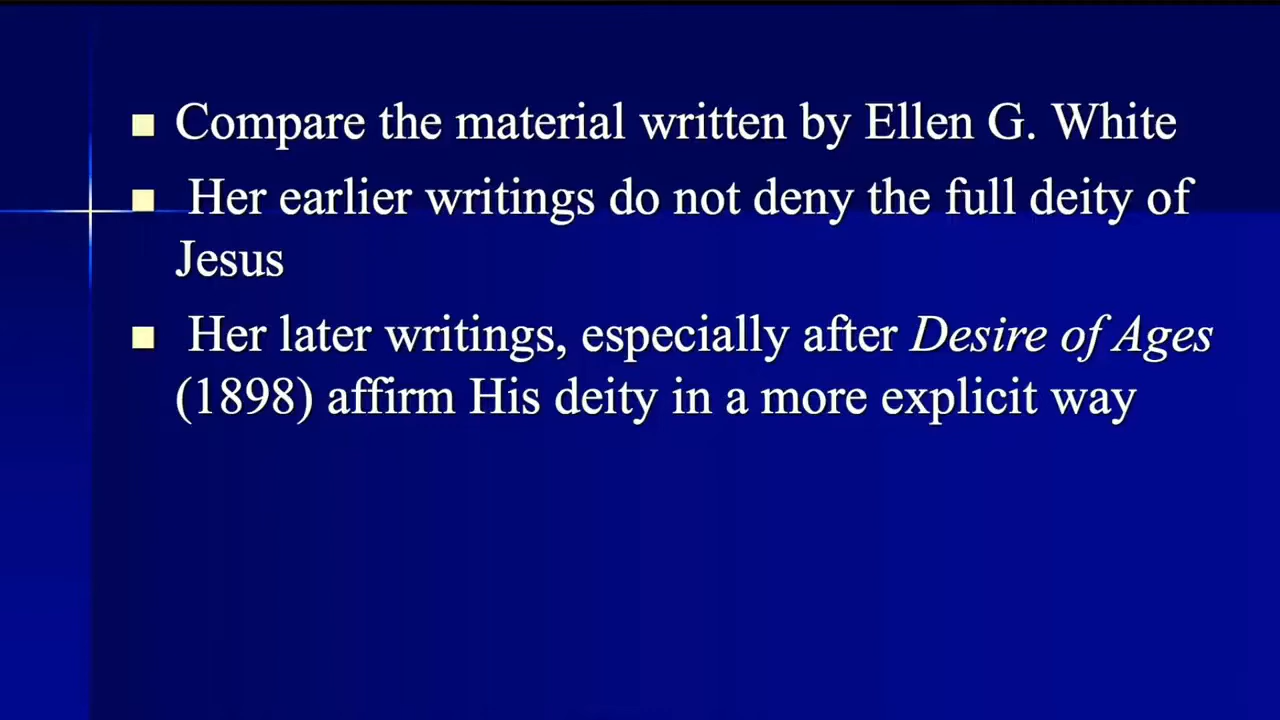 Compare the material written by Ellen G. White
Her earlier writings do not deny the full deity of
Jesus
Her later writings, especially after Desire of Ages
(1898) affirm His deity in a more explicit way